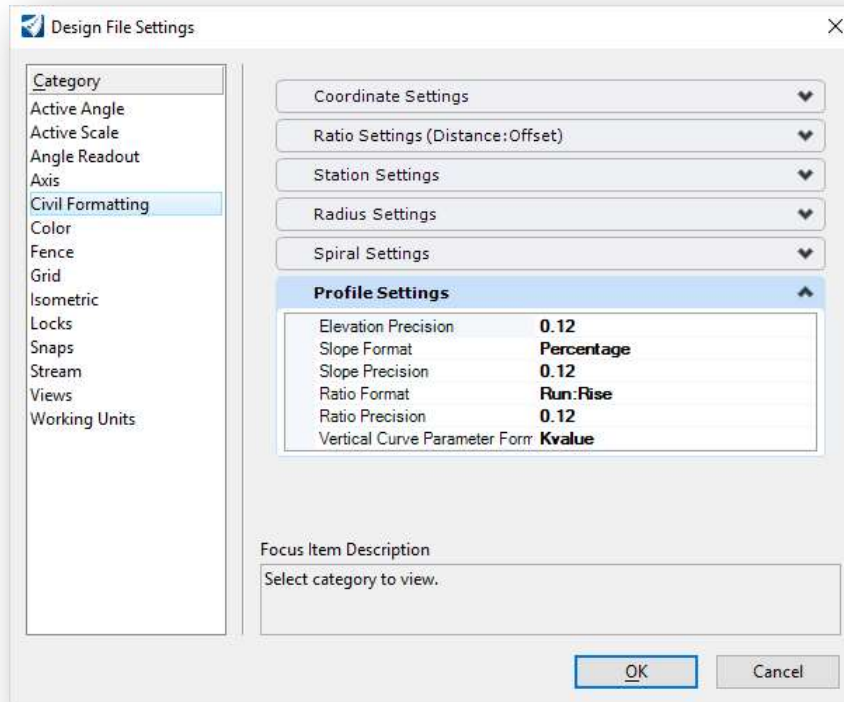 Design File Settings
Category
Active Angle
Active Scale
Angle Readout
Axis
Civil Formatting
Color
Fence
Grid
Isometric
Locks
Snaps
Stream
Views
Working Units
Coordinate Settings
Ratio Settings (Distance:Offset)
Station Settings
Radius Settings
Spiral Settings
Profile Settings
Elevation Precision 0.12
Slope Format Percentage
Slope Precision 0.12
Ratio Format Run:Rise
Ratio Precision 0.12
Vertical Curve Parameter Form Kvalue
Focus Item Description
Select category to view.
OK Cancel